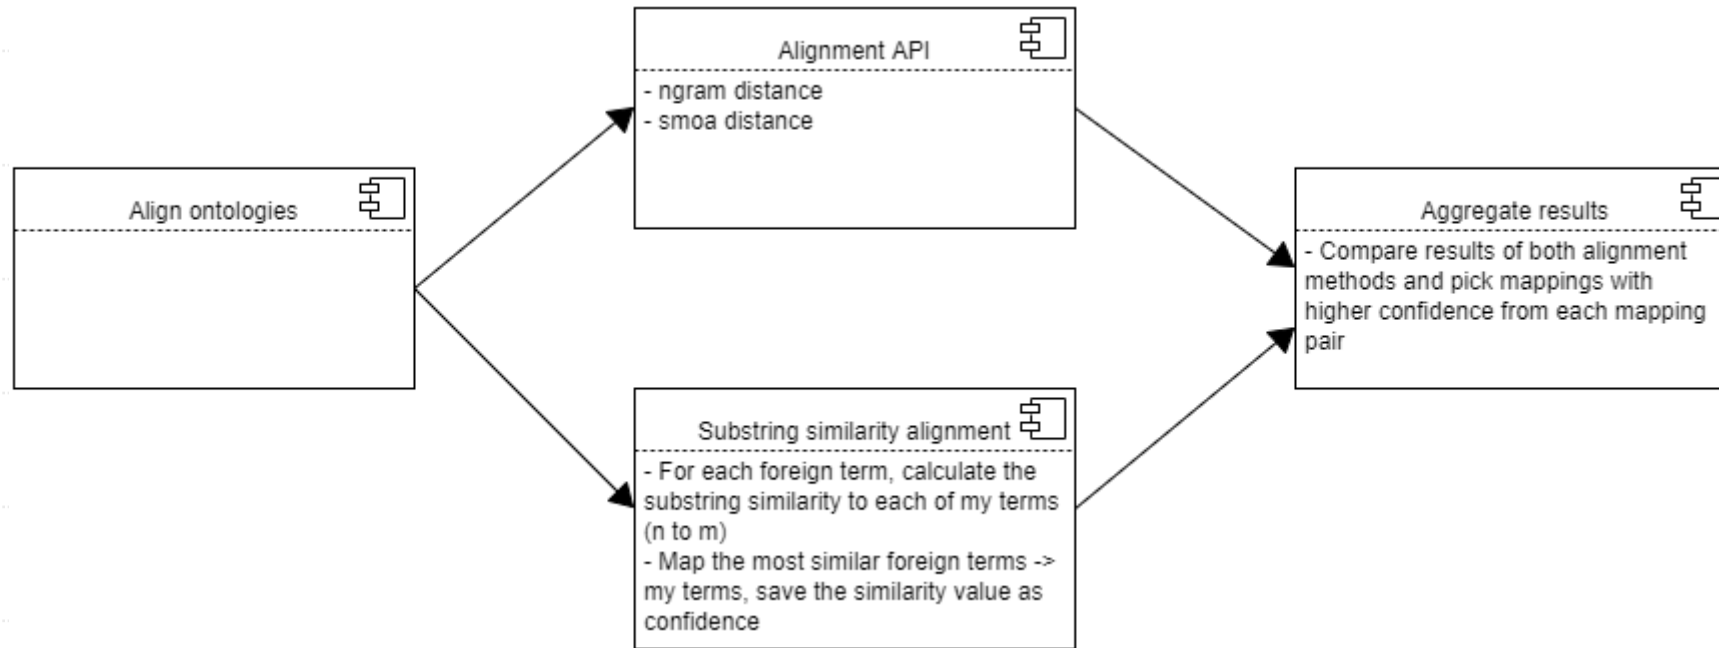 Align ontologies
Alignment API
- ngram distance
- smoa distance
Substring similarity alignment
- For each foreign term, calculate the
substring similarity to each of my terms
(n to m)
- Map the most similar foreign terms ->
my terms, save the similarity value as
confidence
Aggregate results
- Compare results of both alignment
methods and pick mappings with
higher confidence from each mapping
pair